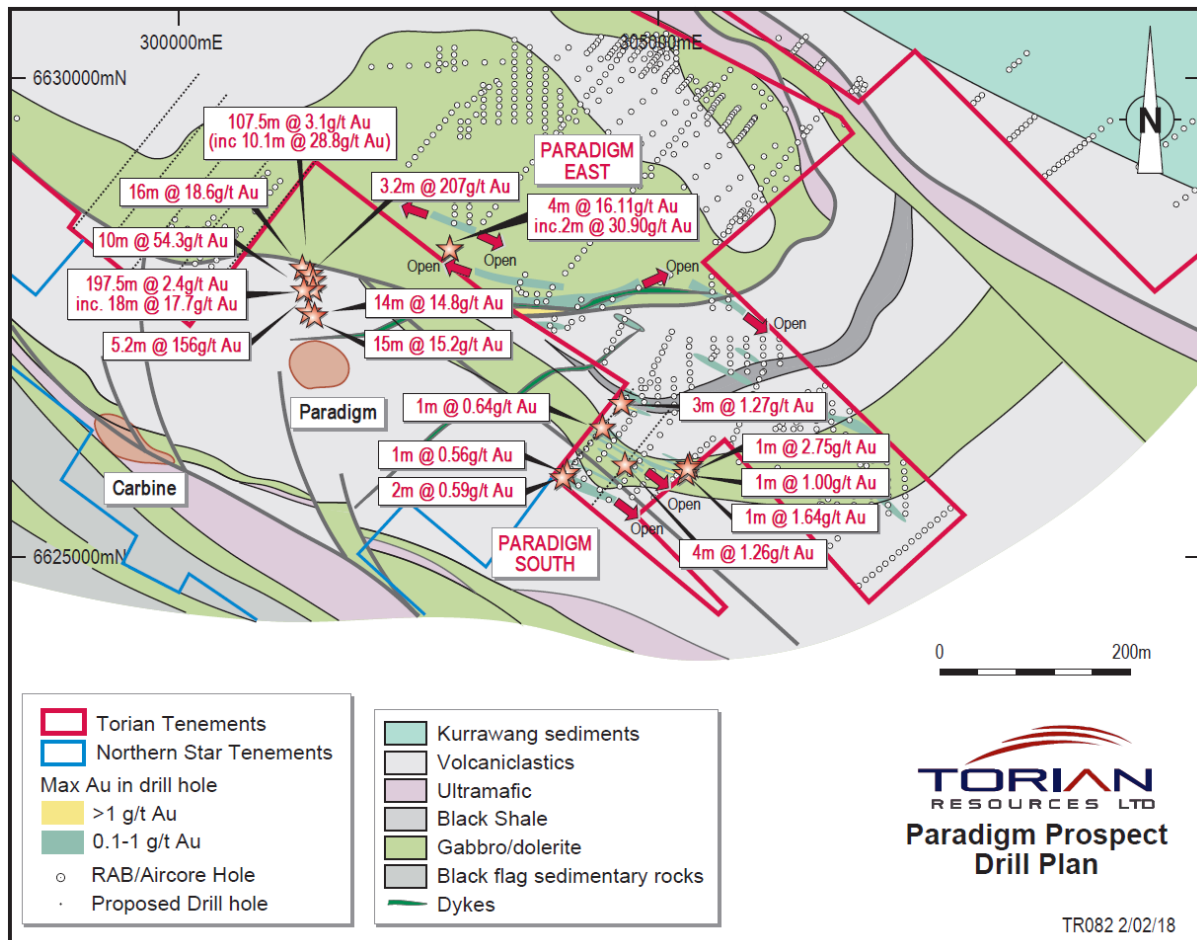 300000mE
305000mE
6630000mN
107.5m @ 3.1g/t Au
(inc 10.1m @ 28.8g/t Au)
N
PARADIGM
EAST
16m @ 18.6g/t Au
3.2m @ 207g/t Au
4m @ 16.11g/t Au
inc.2m @ 30.90g/t Au
10m @ 54.3g/t Au
Open
Open
Open
197.5m @ 2.4g/t Au
inc. 18m @ 17.7g/t Au
14m @ 14.8g/t Au
Open
5.2m @ 156g/t Au
15m @ 15.2g/t Au
Paradigm
1m @ 0.64g/t Au
3m @ 1.27g/t Au
1m @ 0.56g/t Au
1m @ 2.75g/t Au
Carbine
2m @ 0.59g/t Au
1m @ 1.00g/t Au
Open
1m @ 1.64g/t Au
Open
PARADIGM
SOUTH
4m @ 1.26g/t Au
6625000mN
0
200m
Torian Tenements
Northern Star Tenements
Max Au in drill hole
>1 g/t Au
0.1-1 g/t Au
RAB/Aircore Hole
Proposed Drill hole
Kurrawang sediments
Volcaniclastics
Ultramafic
Black Shale
Gabbro/dolerite
Black flag sedimentary rocks
Dykes
TORIAN
RESOURCES LTD
Paradigm Prospect
Drill Plan
TR082 2/02/18